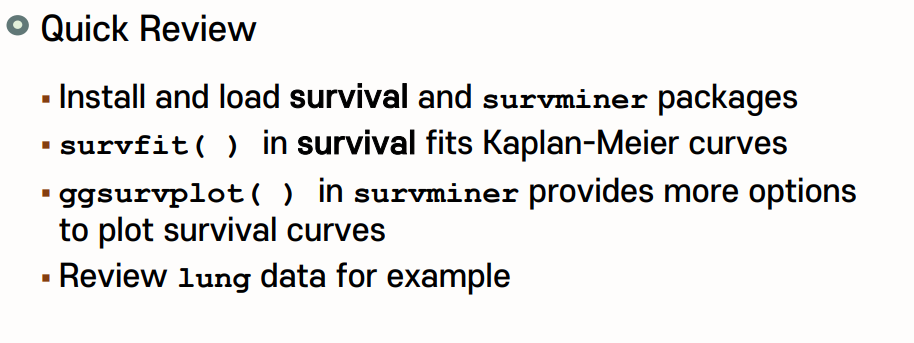 Quick Review
Install and load survival and survminer packages
survfit( ) in survival fits Kaplan-Meier curves
ggsurvplot( ) in survminer provides more options
to plot survival curves
Review lung data for example